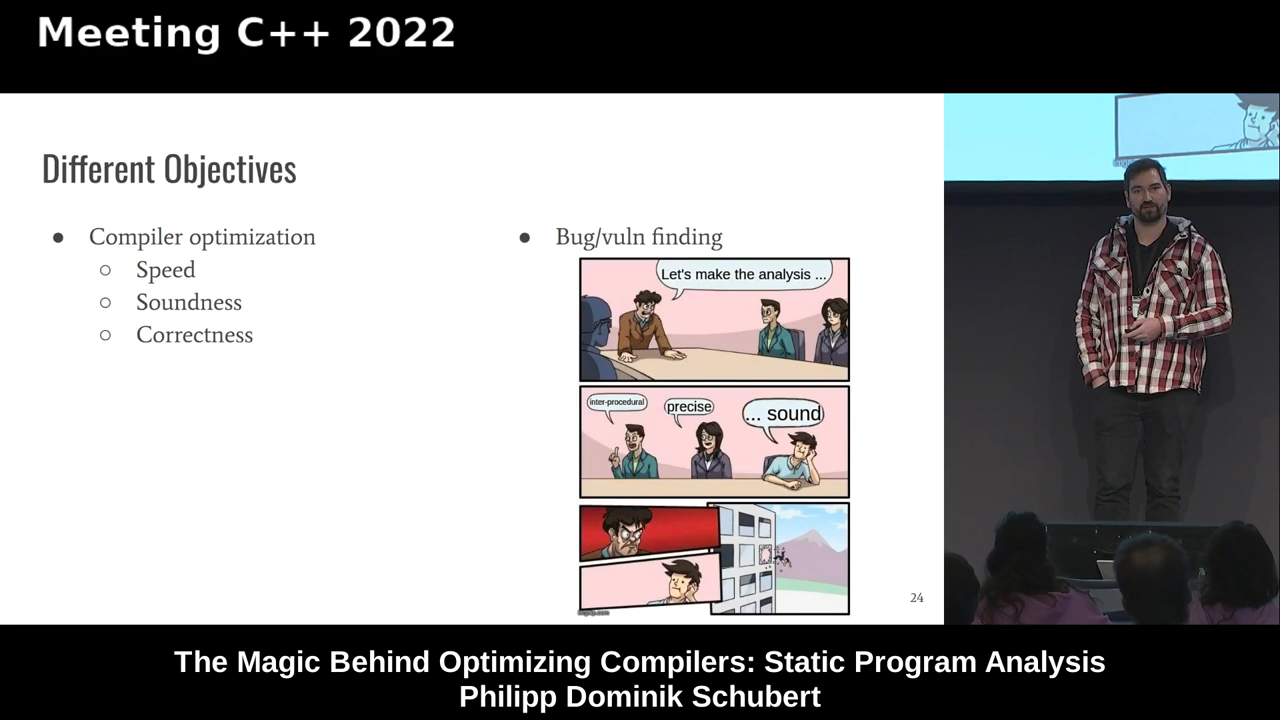 Meeting C++ 2022
Different Objectives
● Compiler optimization
○ Speed
○ Soundness
○ Correctness
● Bug/vuln finding
Let's make the analysis ...
inter-procedural
precise
... sound
24
The Magic Behind Optimizing Compilers: Static Program Analysis
Philipp Dominik Schubert